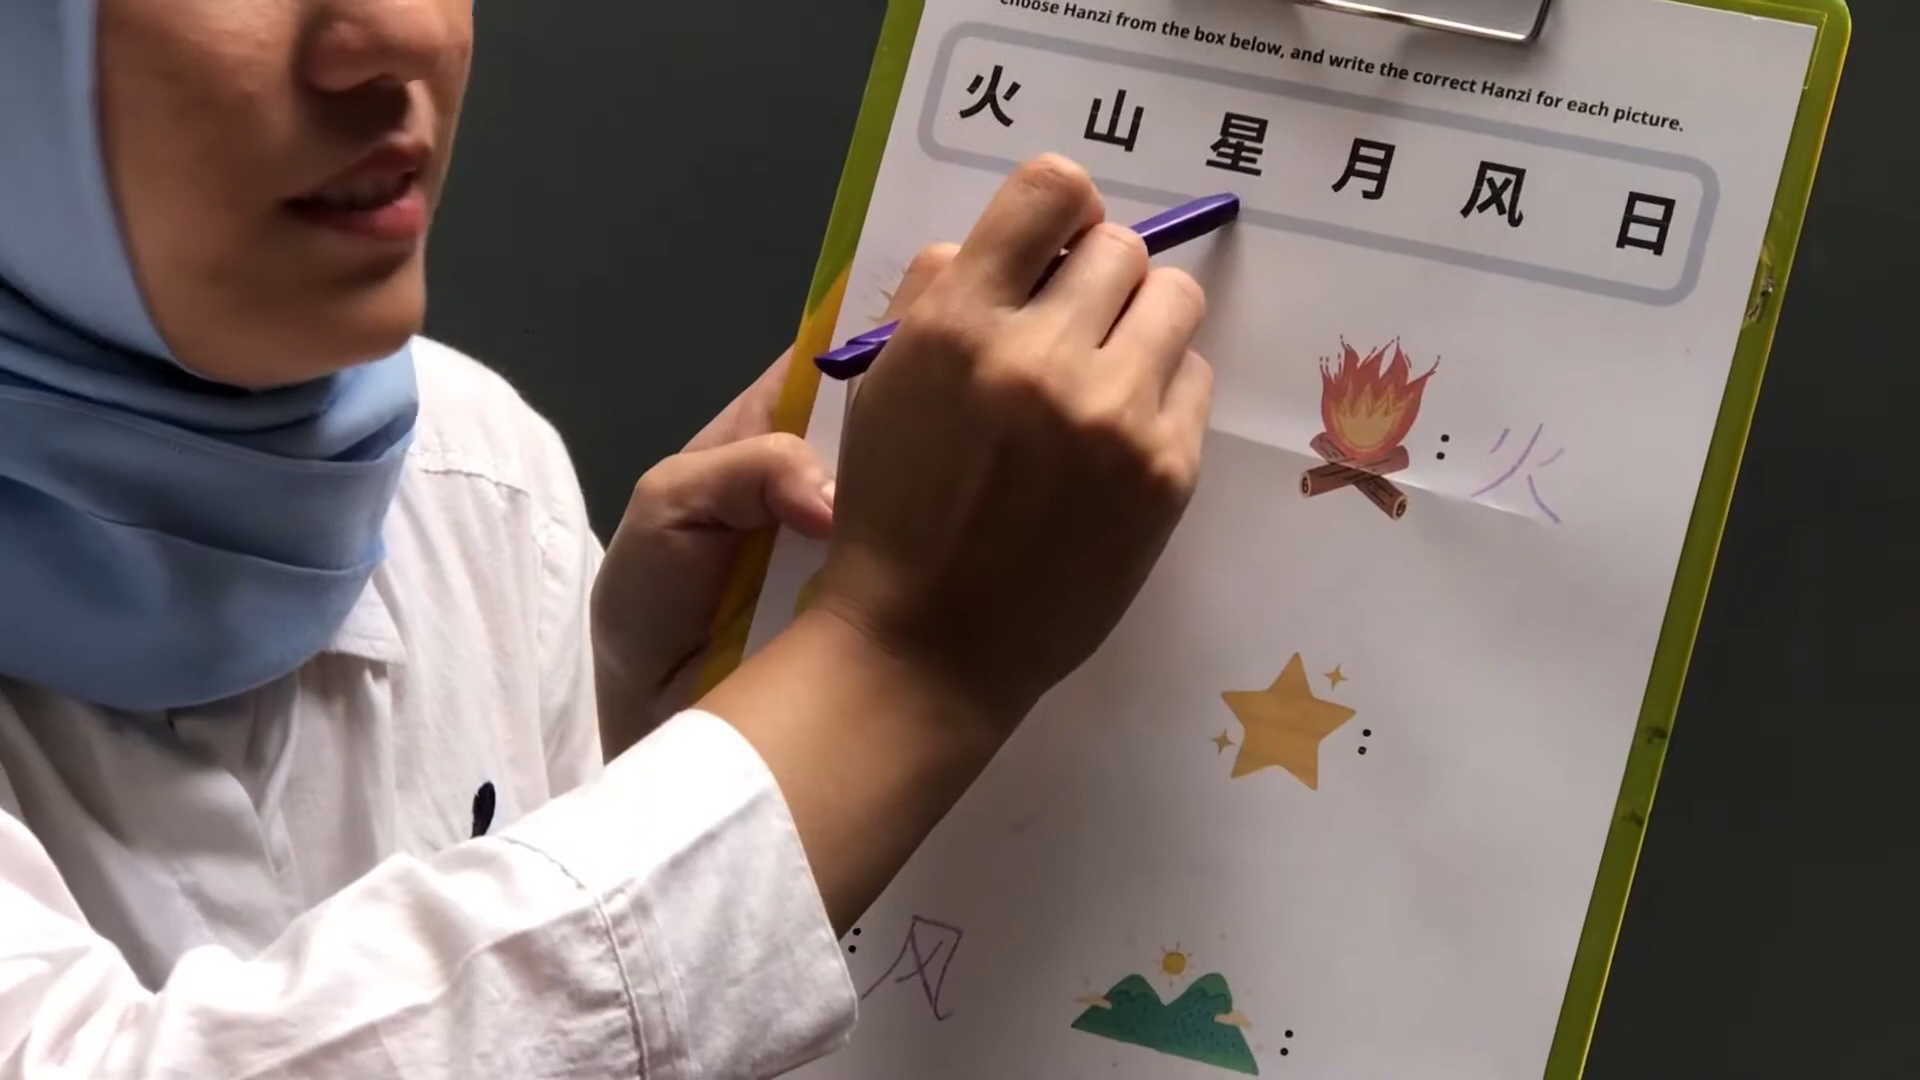 Choose Hanzi from the box below, and write the correct Hanzi for each picture.
火 山 星 月 风 日
: 火
:
: 风
: